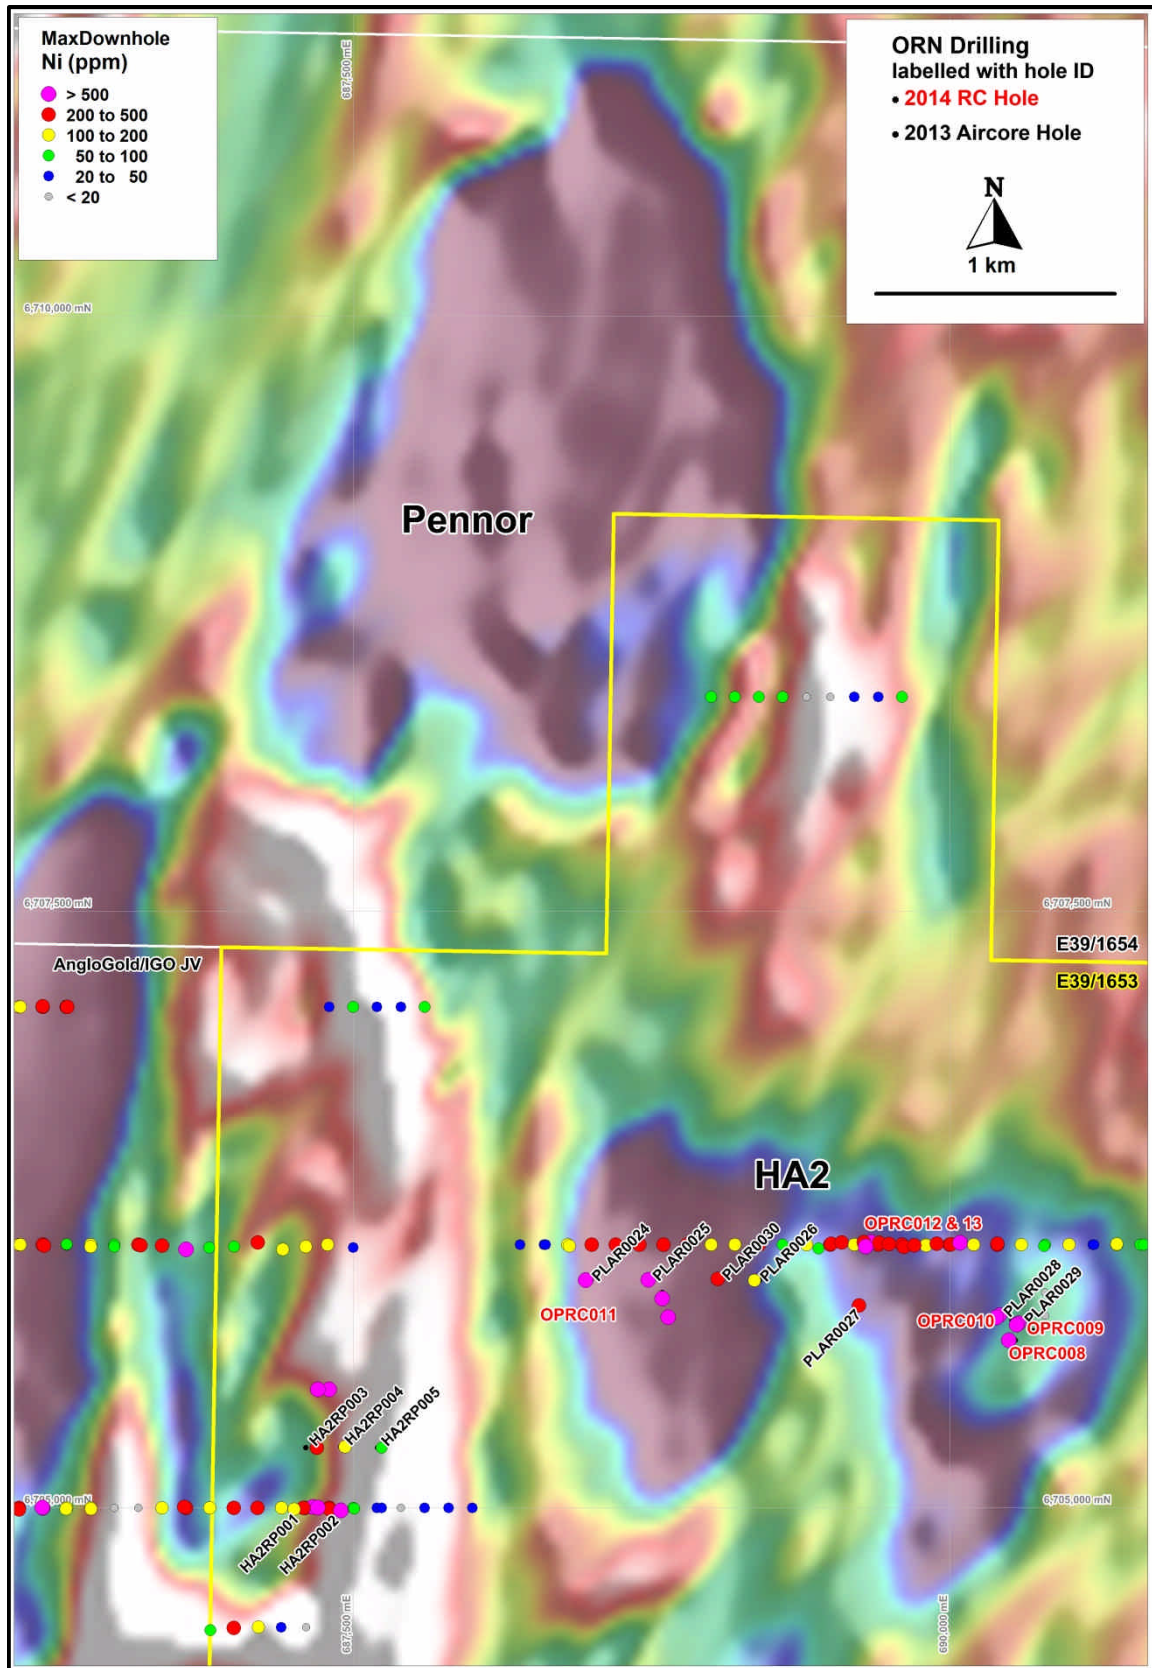 MaxDownhole
Ni (ppm)
> 500
200 to 500
100 to 200
50 to 100
20 to 50
< 20
687,500 mE
ORN Drilling
labelled with hole ID
• 2014 RC Hole
• 2013 Aircore Hole
N
1 km
6,710,000 mN
Pennor
6,707,500 mN
6,707,500 mN
E39/1654
AngloGold/IGO JV
E39/1653
HA2
OPRC012 & 13
PLAR0024
PLAR0025
PLAR0030
PLAR0026
PLAR0028
PLAR0029
OPRC011
PLAR0027
OPRC010
OPRC009
OPRC008
HA2RP003
HA2RP004
HA2RP005
6,705,000 mN
6,705,000 mN
HA2RP001
HA2RP002
687,500 mE
690,000 mE